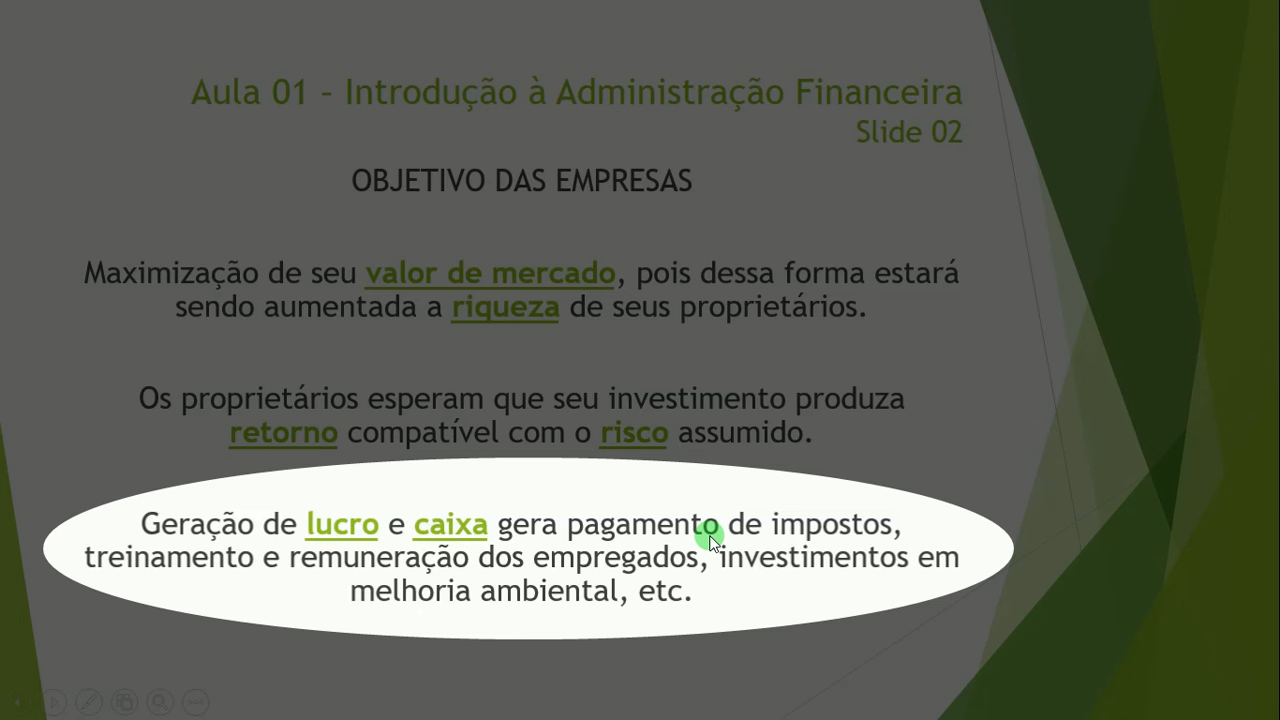 Aula 01 – Introdução à Administração Financeira
Slide 02
OBJETIVO DAS EMPRESAS
Maximização de seu valor de mercado, pois dessa forma estará
sendo aumentada a riqueza de seus proprietários.
Os proprietários esperam que seu investimento produza
retorno compatível com o risco assumido.
Geração de lucro e caixa gera pagamento de impostos,
treinamento e remuneração dos empregados, investimentos em
melhoria ambiental, etc.